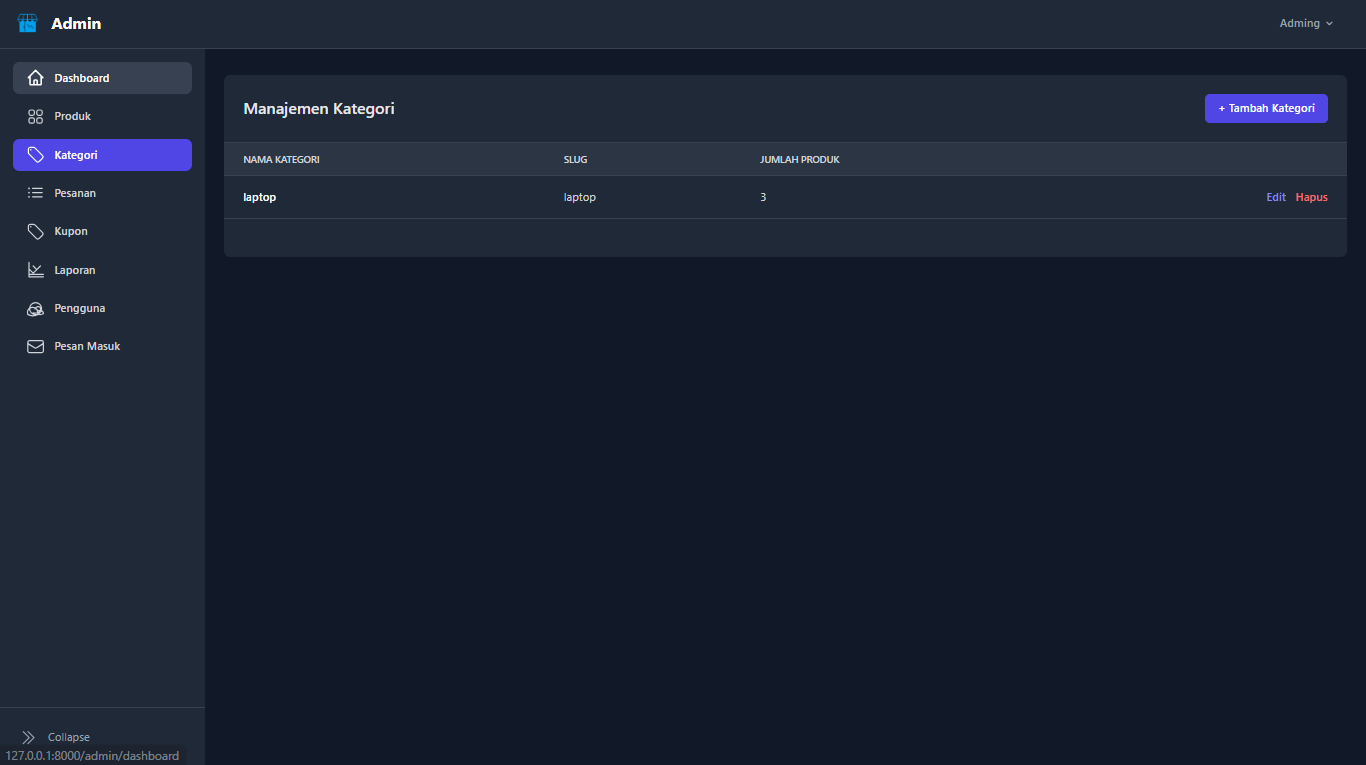 Admin
Adming
Dashboard
Produk
Kategori
Pesanan
Kupon
Laporan
Pengguna
Pesan Masuk
Collapse
127.0.0.1:8000/admin/dashboard
Manajemen Kategori
+ Tambah Kategori
NAMA KATEGORI SLUG JUMLAH PRODUK
laptop laptop 3 Edit Hapus